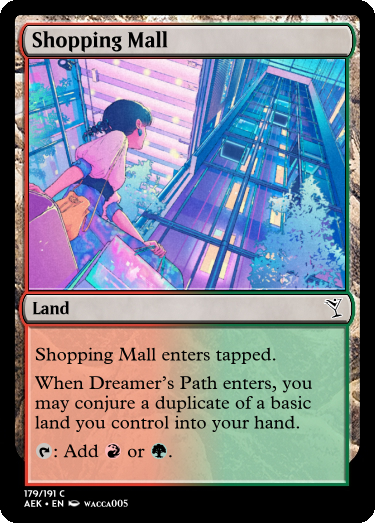 Shopping Mall
Land
Shopping Mall enters tapped.
When Dreamer's Path enters, you
may conjure a duplicate of a basic
land you control into your hand.
: Add or .
179/191 C
AEK • EN WACCA005